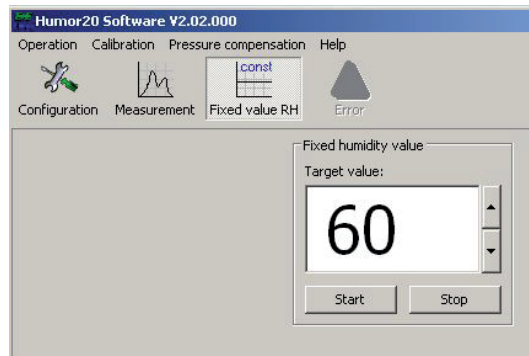 Humor20 Software V2.02.000
Operation Calibration Pressure compensation Help
const
Configuration Measurement Fixed value RH Error
Fixed humidity value
Target value:
60
Start Stop